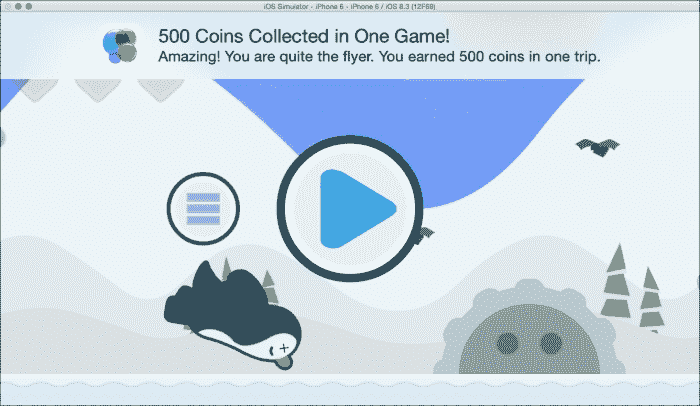 iOS Simulator - iPhone 6 - iPhone 6 / iOS 8.3 (12F69)
500 Coins Collected in One Game!
Amazing! You are quite the flyer. You earned 500 coins in one trip.